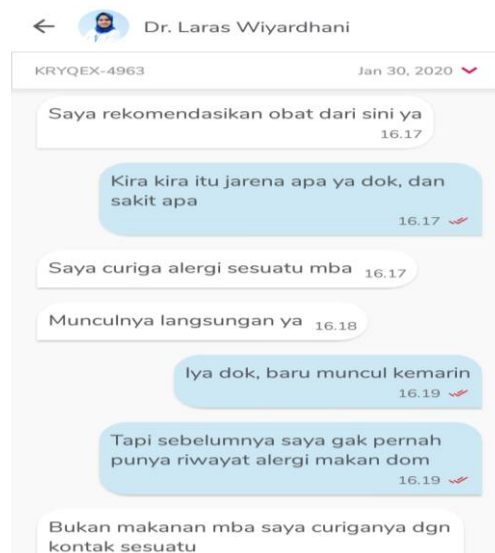 Dr. Laras Wiyardhani
KRYQEX-4963 Jan 30, 2020
Saya rekomendasikan obat dari sini ya
16.17
Kira kira itu jarena apa ya dok, dan
sakit apa
16.17
Saya curiga alergi sesuatu mba 16.17
Munculnya langsungan ya 16.18
Iya dok, baru muncul kemarin
16.19
Tapi sebelumnya saya gak pernah
punya riwayat alergi makan dom
16.19
Bukan makanan mba saya curiganya dgn
kontak sesuatu